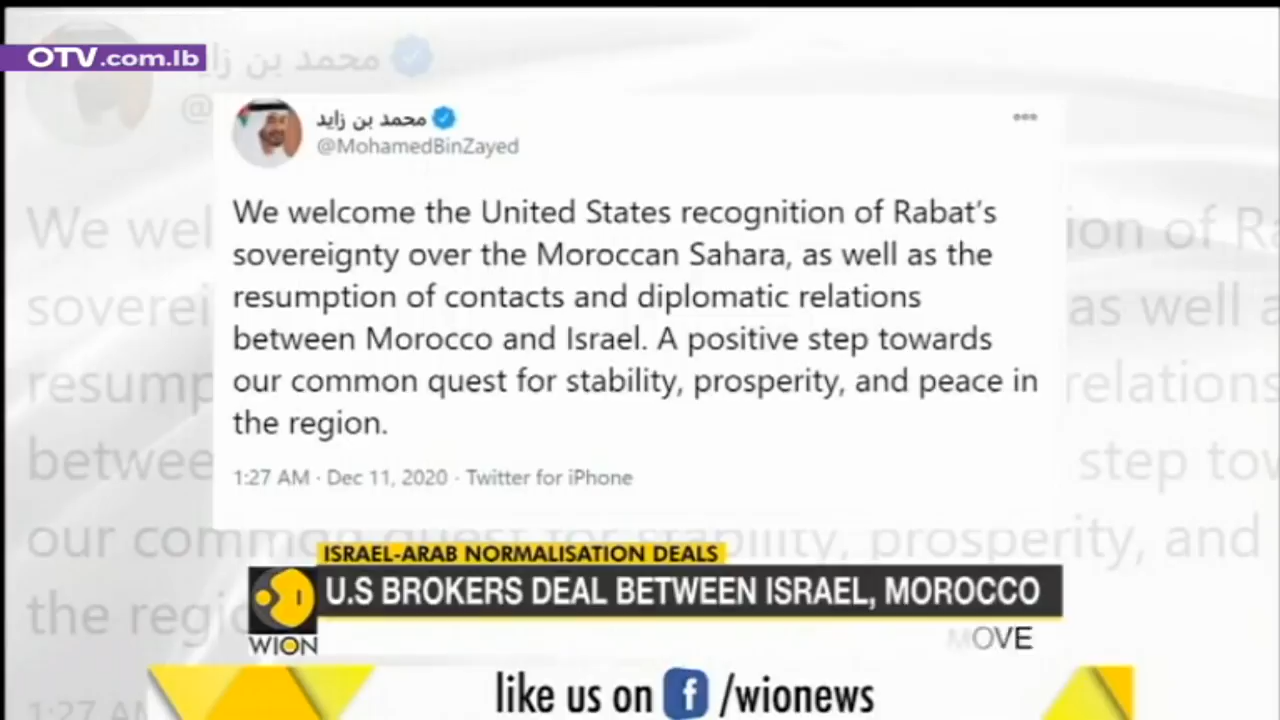 OTV.com.lb
محمد بن زايد
@MohamedBinZayed
We welcome the United States recognition of Rabat's
sovereignty over the Moroccan Sahara, as well as the
resumption of contacts and diplomatic relations
between Morocco and Israel. A positive step towards
our common quest for stability, prosperity, and peace in
the region.
1:27 AM · Dec 11, 2020 · Twitter for iPhone
ISRAEL-ARAB NORMALISATION DEALS
U.S BROKERS DEAL BETWEEN ISRAEL, MOROCCO
WION
MOVE
like us on f /wionews